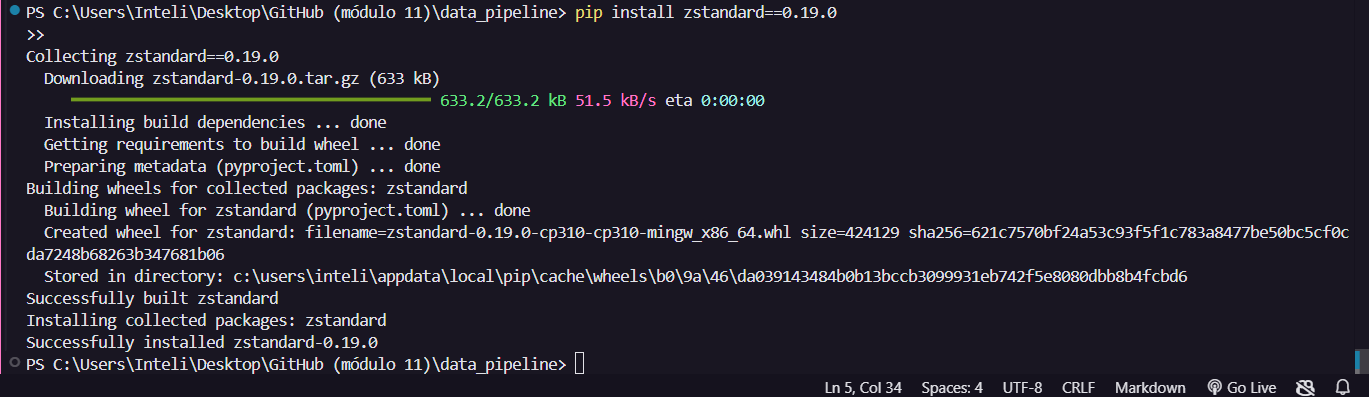 PS C:\Users\Inteli\Desktop\GitHub (módulo 11)\data_pipeline> pip install zstandard==0.19.0
>>
Collecting zstandard==0.19.0
  Downloading zstandard-0.19.0.tar.gz (633 kB)
     633.2/633.2 kB 51.5 kB/s eta 0:00:00
  Installing build dependencies ... done
  Getting requirements to build wheel ... done
  Preparing metadata (pyproject.toml) ... done
Building wheels for collected packages: zstandard
  Building wheel for zstandard (pyproject.toml) ... done
  Created wheel for zstandard: filename=zstandard-0.19.0-cp310-cp310-mingw_x86_64.whl size=424129 sha256=621c7570bf24a53c93f5f1c783a8477be50bc5cf0c
da7248b68263b347681b06
  Stored in directory: c:\users\inteli\appdata\local\pip\cache\wheels\b0\9a\46\da039143484b0b13bccb3099931eb742f5e8080dbb8b4fcbd6
Successfully built zstandard
Installing collected packages: zstandard
Successfully installed zstandard-0.19.0
PS C:\Users\Inteli\Desktop\GitHub (módulo 11)\data_pipeline>
Ln 5, Col 34 Spaces: 4 UTF-8 CRLF Markdown Go Live